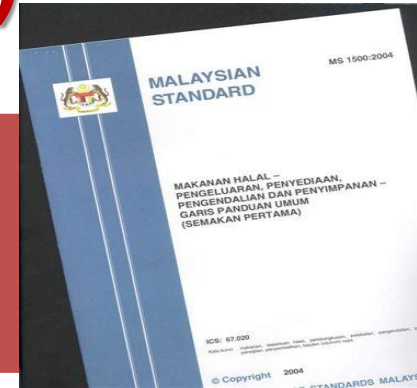 MS 1500:2004
MALAYSIAN
STANDARD
MAKANAN HALAL –
PENGELUARAN, PENYEDIAAN,
PENGENDALIAN DAN PENYIMPANAN –
GARIS PANDUAN UMUM
(SEMAKAN PERTAMA)
ICS: 67.020
© Copyright 2004
STANDARDS MALAYS